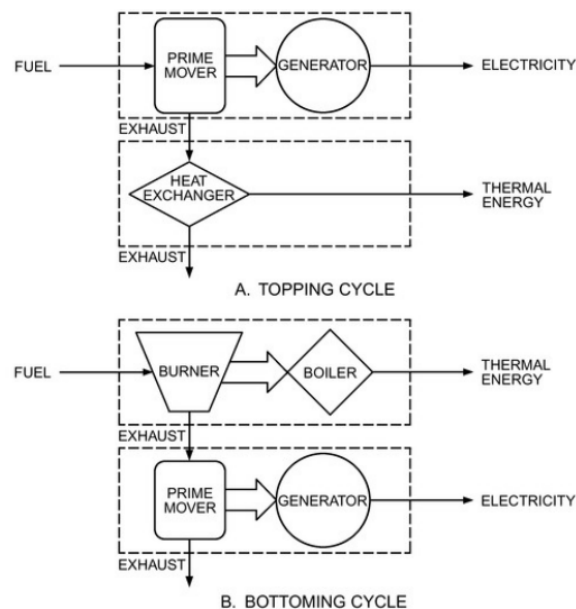 FUEL
PRIME
MOVER
GENERATOR
ELECTRICITY
EXHAUST
HEAT
EXCHANGER
THERMAL
ENERGY
EXHAUST
A. TOPPING CYCLE
FUEL
BURNER
BOILER
THERMAL
ENERGY
EXHAUST
PRIME
MOVER
GENERATOR
ELECTRICITY
EXHAUST
B. BOTTOMING CYCLE